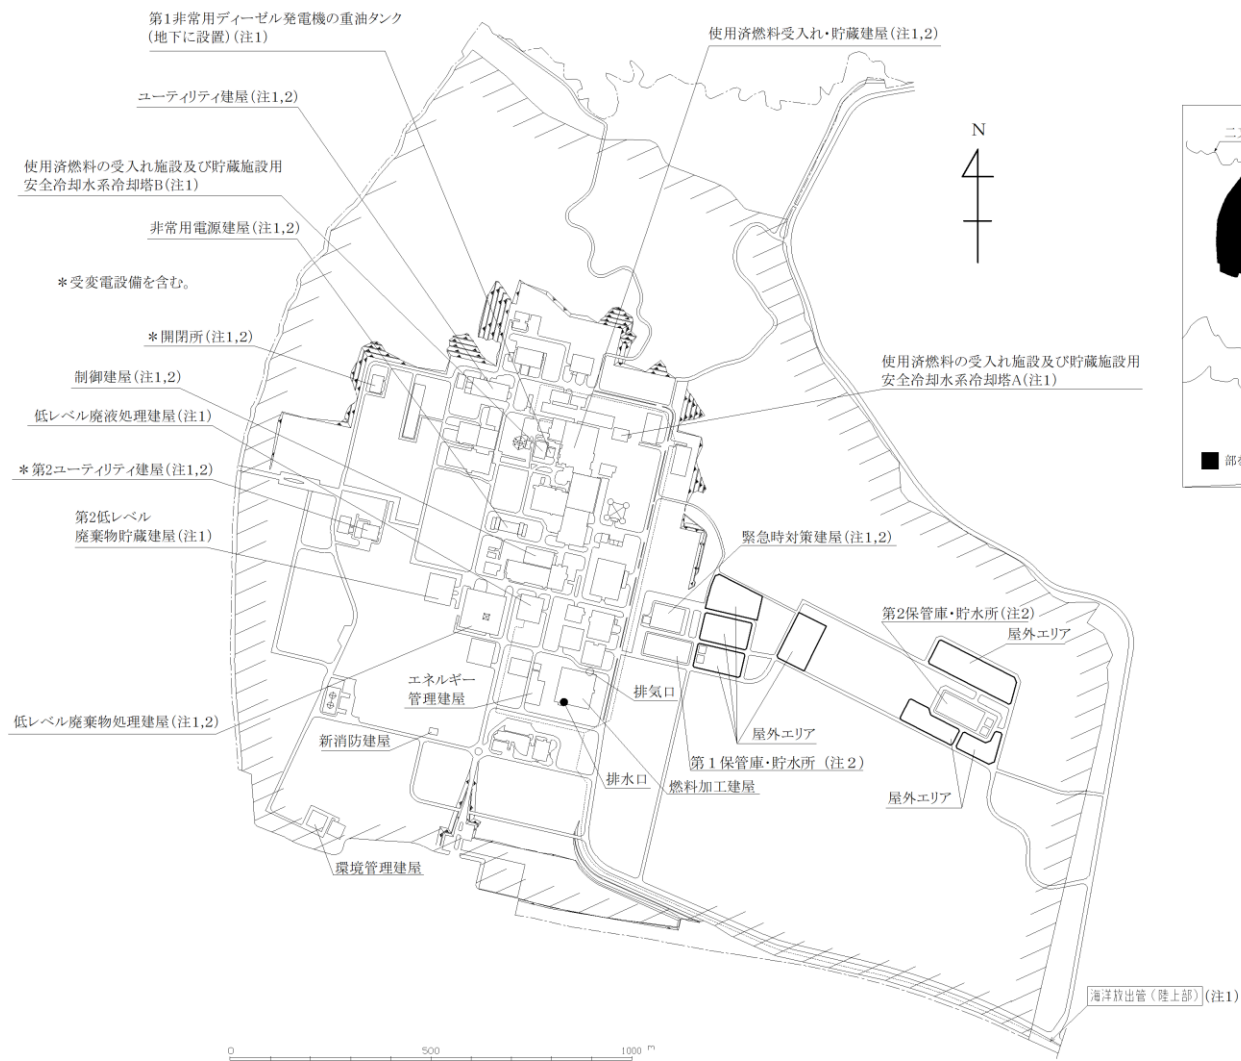 第1非常用ディーゼル発電機の重油タンク
(地下に設置)(注1)
使用済燃料受入れ・貯蔵建屋(注1,2)
ユーティリティ建屋(注1,2)
使用済燃料の受入れ施設及び貯蔵施設用
安全冷却水系冷却塔B(注1)
非常用電源建屋(注1,2)
N
*受変電設備を含む。
*開閉所(注1,2)
制御建屋(注1,2)
使用済燃料の受入れ施設及び貯蔵施設用
安全冷却水系冷却塔A(注1)
低レベル廃液処理建屋(注1)
*第2ユーティリティ建屋(注1,2)
第2低レベル
廃棄物貯蔵建屋(注1)
緊急時対策建屋(注1,2)
第2保管庫・貯水所(注2)
屋外エリア
エネルギー
管理建屋
排気口
低レベル廃棄物処理建屋(注1,2)
新消防建屋
屋外エリア
第1保管庫・貯水所 (注2)
排水口
燃料加工建屋
屋外エリア
環境管理建屋
海洋放出管(陸上部)(注1)
0 500 1000 m